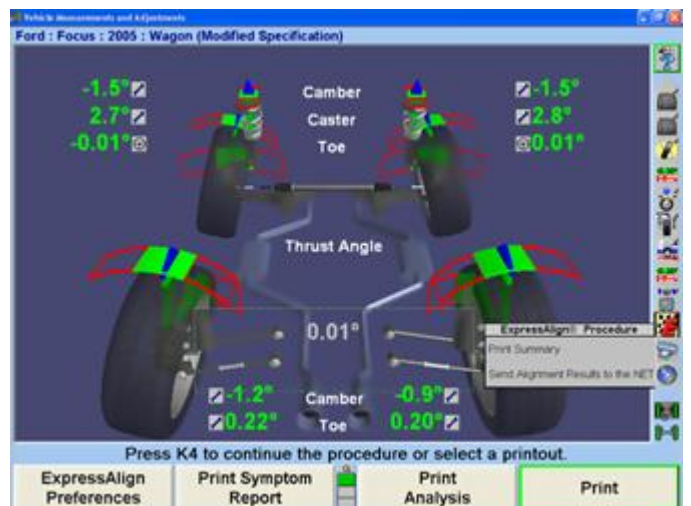 Vehicle Measurements and Adjustments
Ford : Focus : 2005 : Wagon (Modified Specification)
-1.5° Camber -1.5°
2.7° Caster 2.8°
-0.01° Toe 0.01°
Thrust Angle
0.01°
ExpressAlign® Procedure
Print Summary
Send Alignment Results to the NET
-1.2° Camber -0.9°
0.22° Toe 0.20°
Press K4 to continue the procedure or select a printout.
ExpressAlign Preferences
Print Symptom Report
Print Analysis
Print